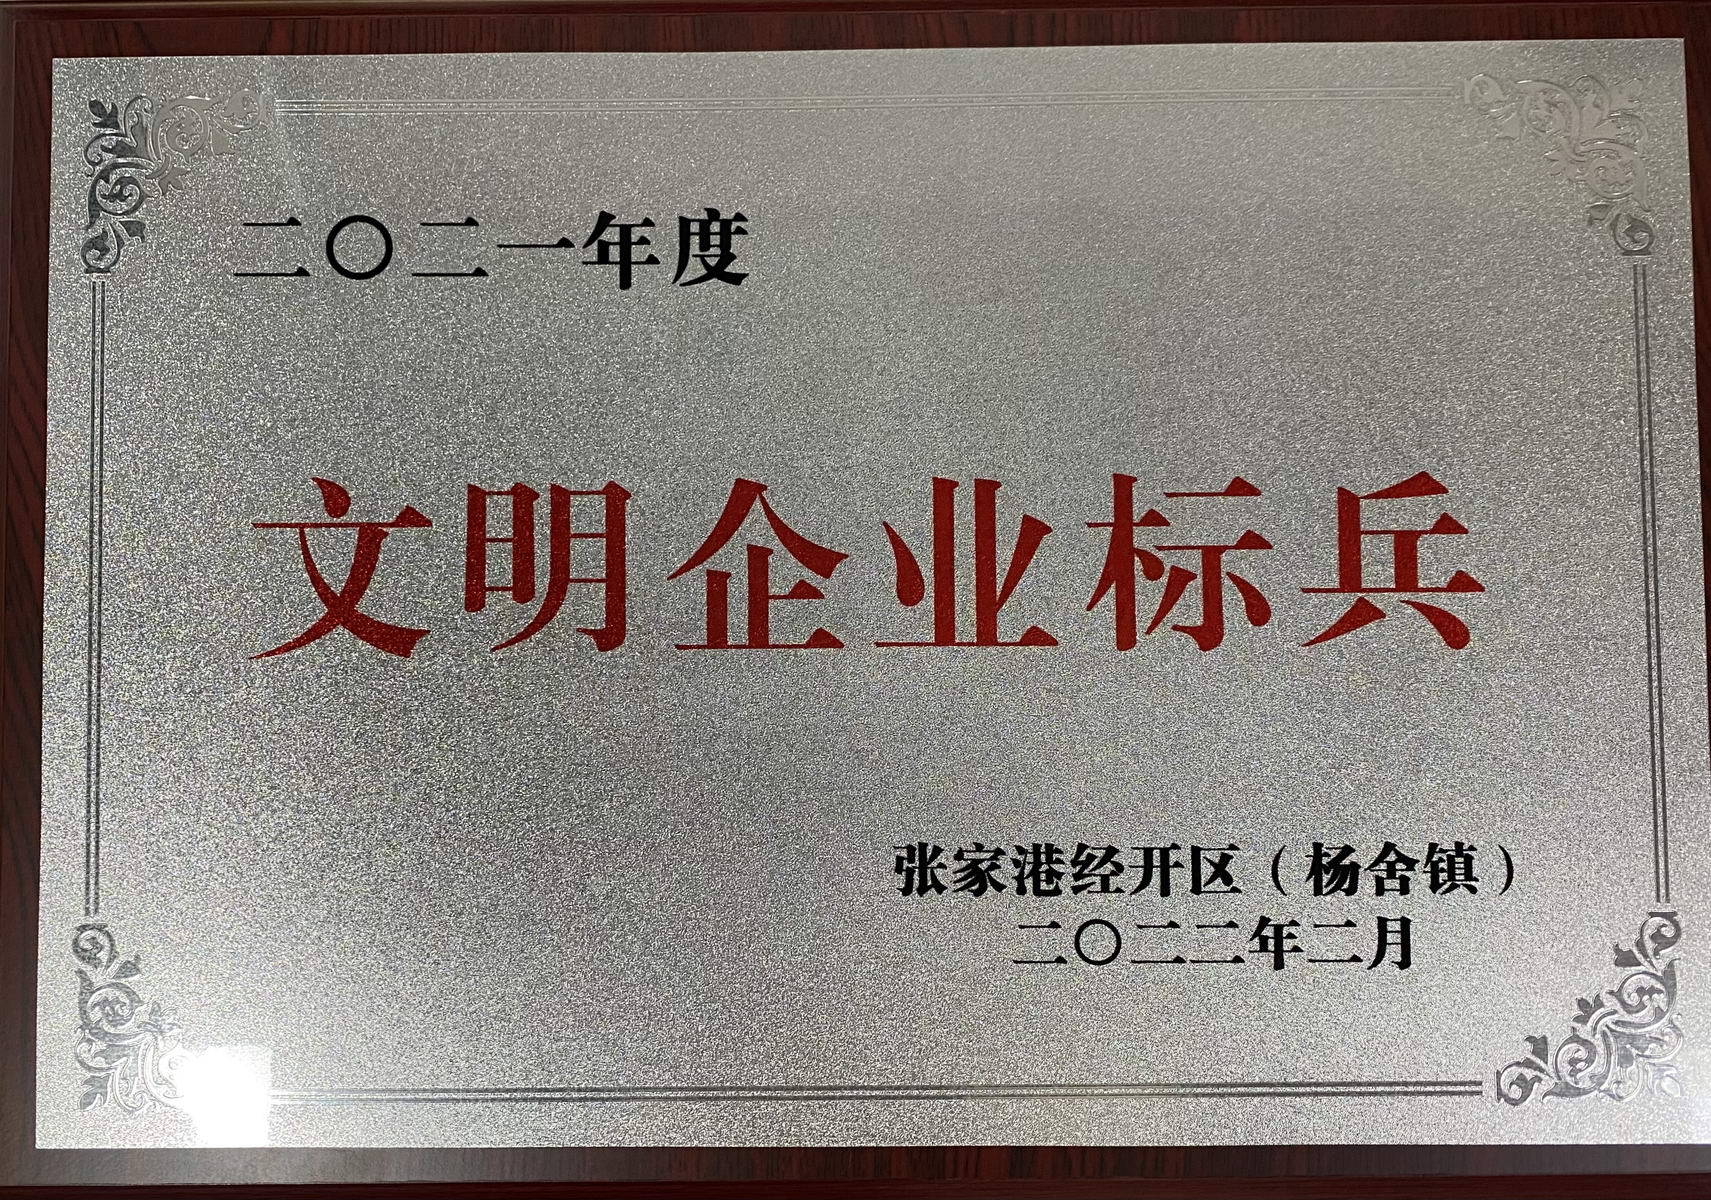 二〇二一年度
文明企业标兵
张家港经开区（杨舍镇）
二〇二二年二月